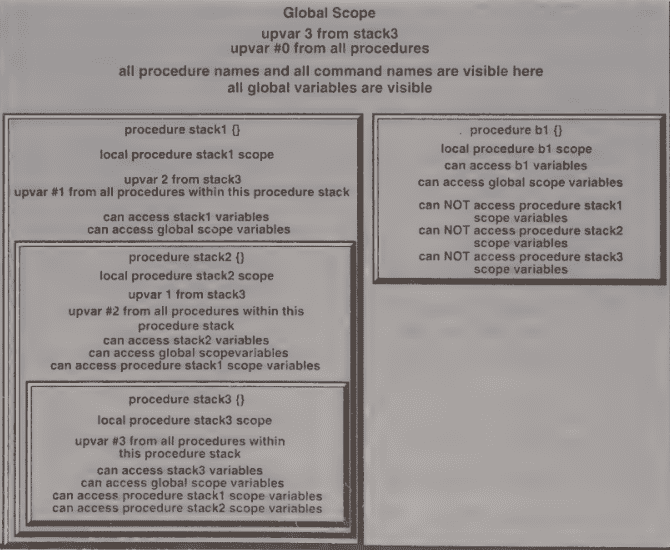 Global Scope
upvar 3 from stack3
upvar #0 from all procedures
all procedure names and all command names are visible here
all global variables are visible
procedure stack1 {}
local procedure stack1 scope
upvar 2 from stack3
upvar #1 from all procedures within this procedure stack
can access stack1 variables
can access global scope variables
procedure stack2 {}
local procedure stack2 scope
upvar 1 from stack3
upvar #2 from all procedures within this
procedure stack
can access stack2 variables
can access global scopevariables
can access procedure stack1 scope variables
procedure stack3 {}
local procedure stack3 scope
upvar #3 from all procedures within
this procedure stack
can access stack3 variables
can access global scope variables
can access procedure stack1 scope variables
can access procedure stack2 scope variables
procedure b1 {}
local procedure b1 scope
can access b1 variables
can access global scope variables
can NOT access procedure stack1
scope variables
can NOT access procedure stack2
scope variables
can NOT access procedure stack3
scope variables